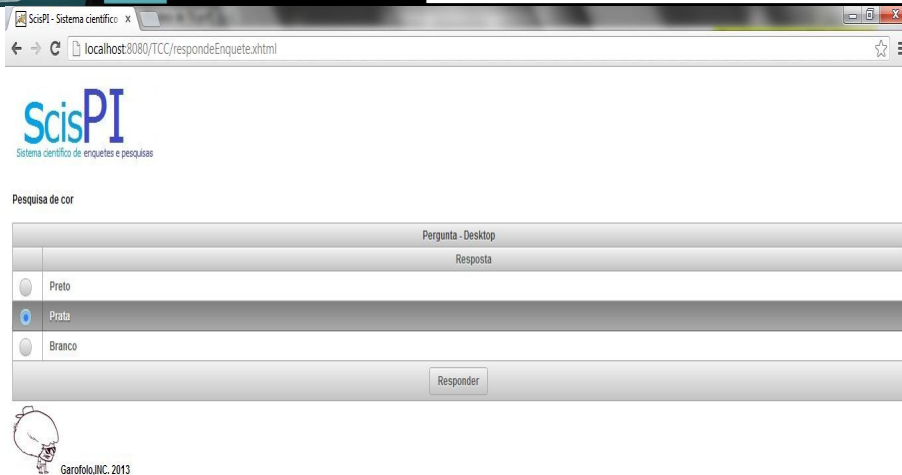 ScisPI - Sistema científico x
localhost:8080/TCC/respondeEnquete.xhtml
ScisPI
Sistema científico de enquetes e pesquisas
Pesquisa de cor
Pergunta - Desktop
Resposta
Preto
Prata
Branco
Responder
Garofolo,INC. 2013